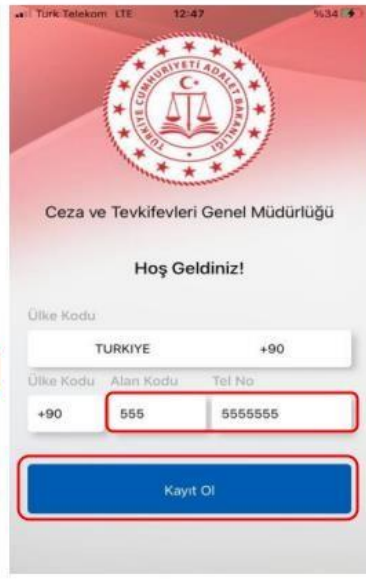 Turk Telekom LTE 12:47 %34
TÜRKİYE CUMHURİYETİ ADALET BAKANLIĞI
Ceza ve Tevkifevleri Genel Müdürlüğü
Hoş Geldiniz!
Ülke Kodu
TURKIYE +90
Ülke Kodu Alan Kodu Tel No
+90 555 5555555
Kayıt Ol